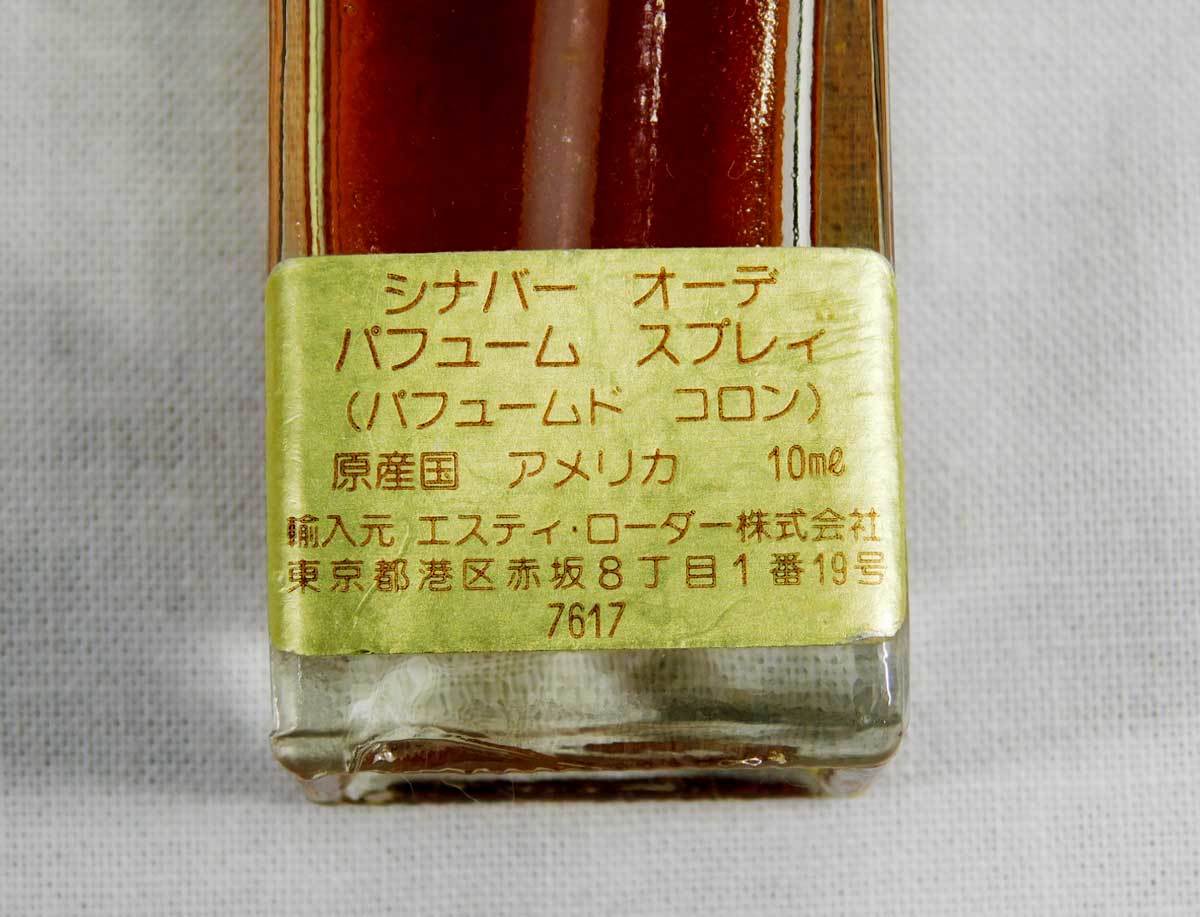 シナバー オーデ
パフューム スプレィ
(パフュームド コロン)
原産国 アメリカ 10mℓ
輸入元 エスティ・ローダー株式会社
東京都港区赤坂8丁目1番19号
7617